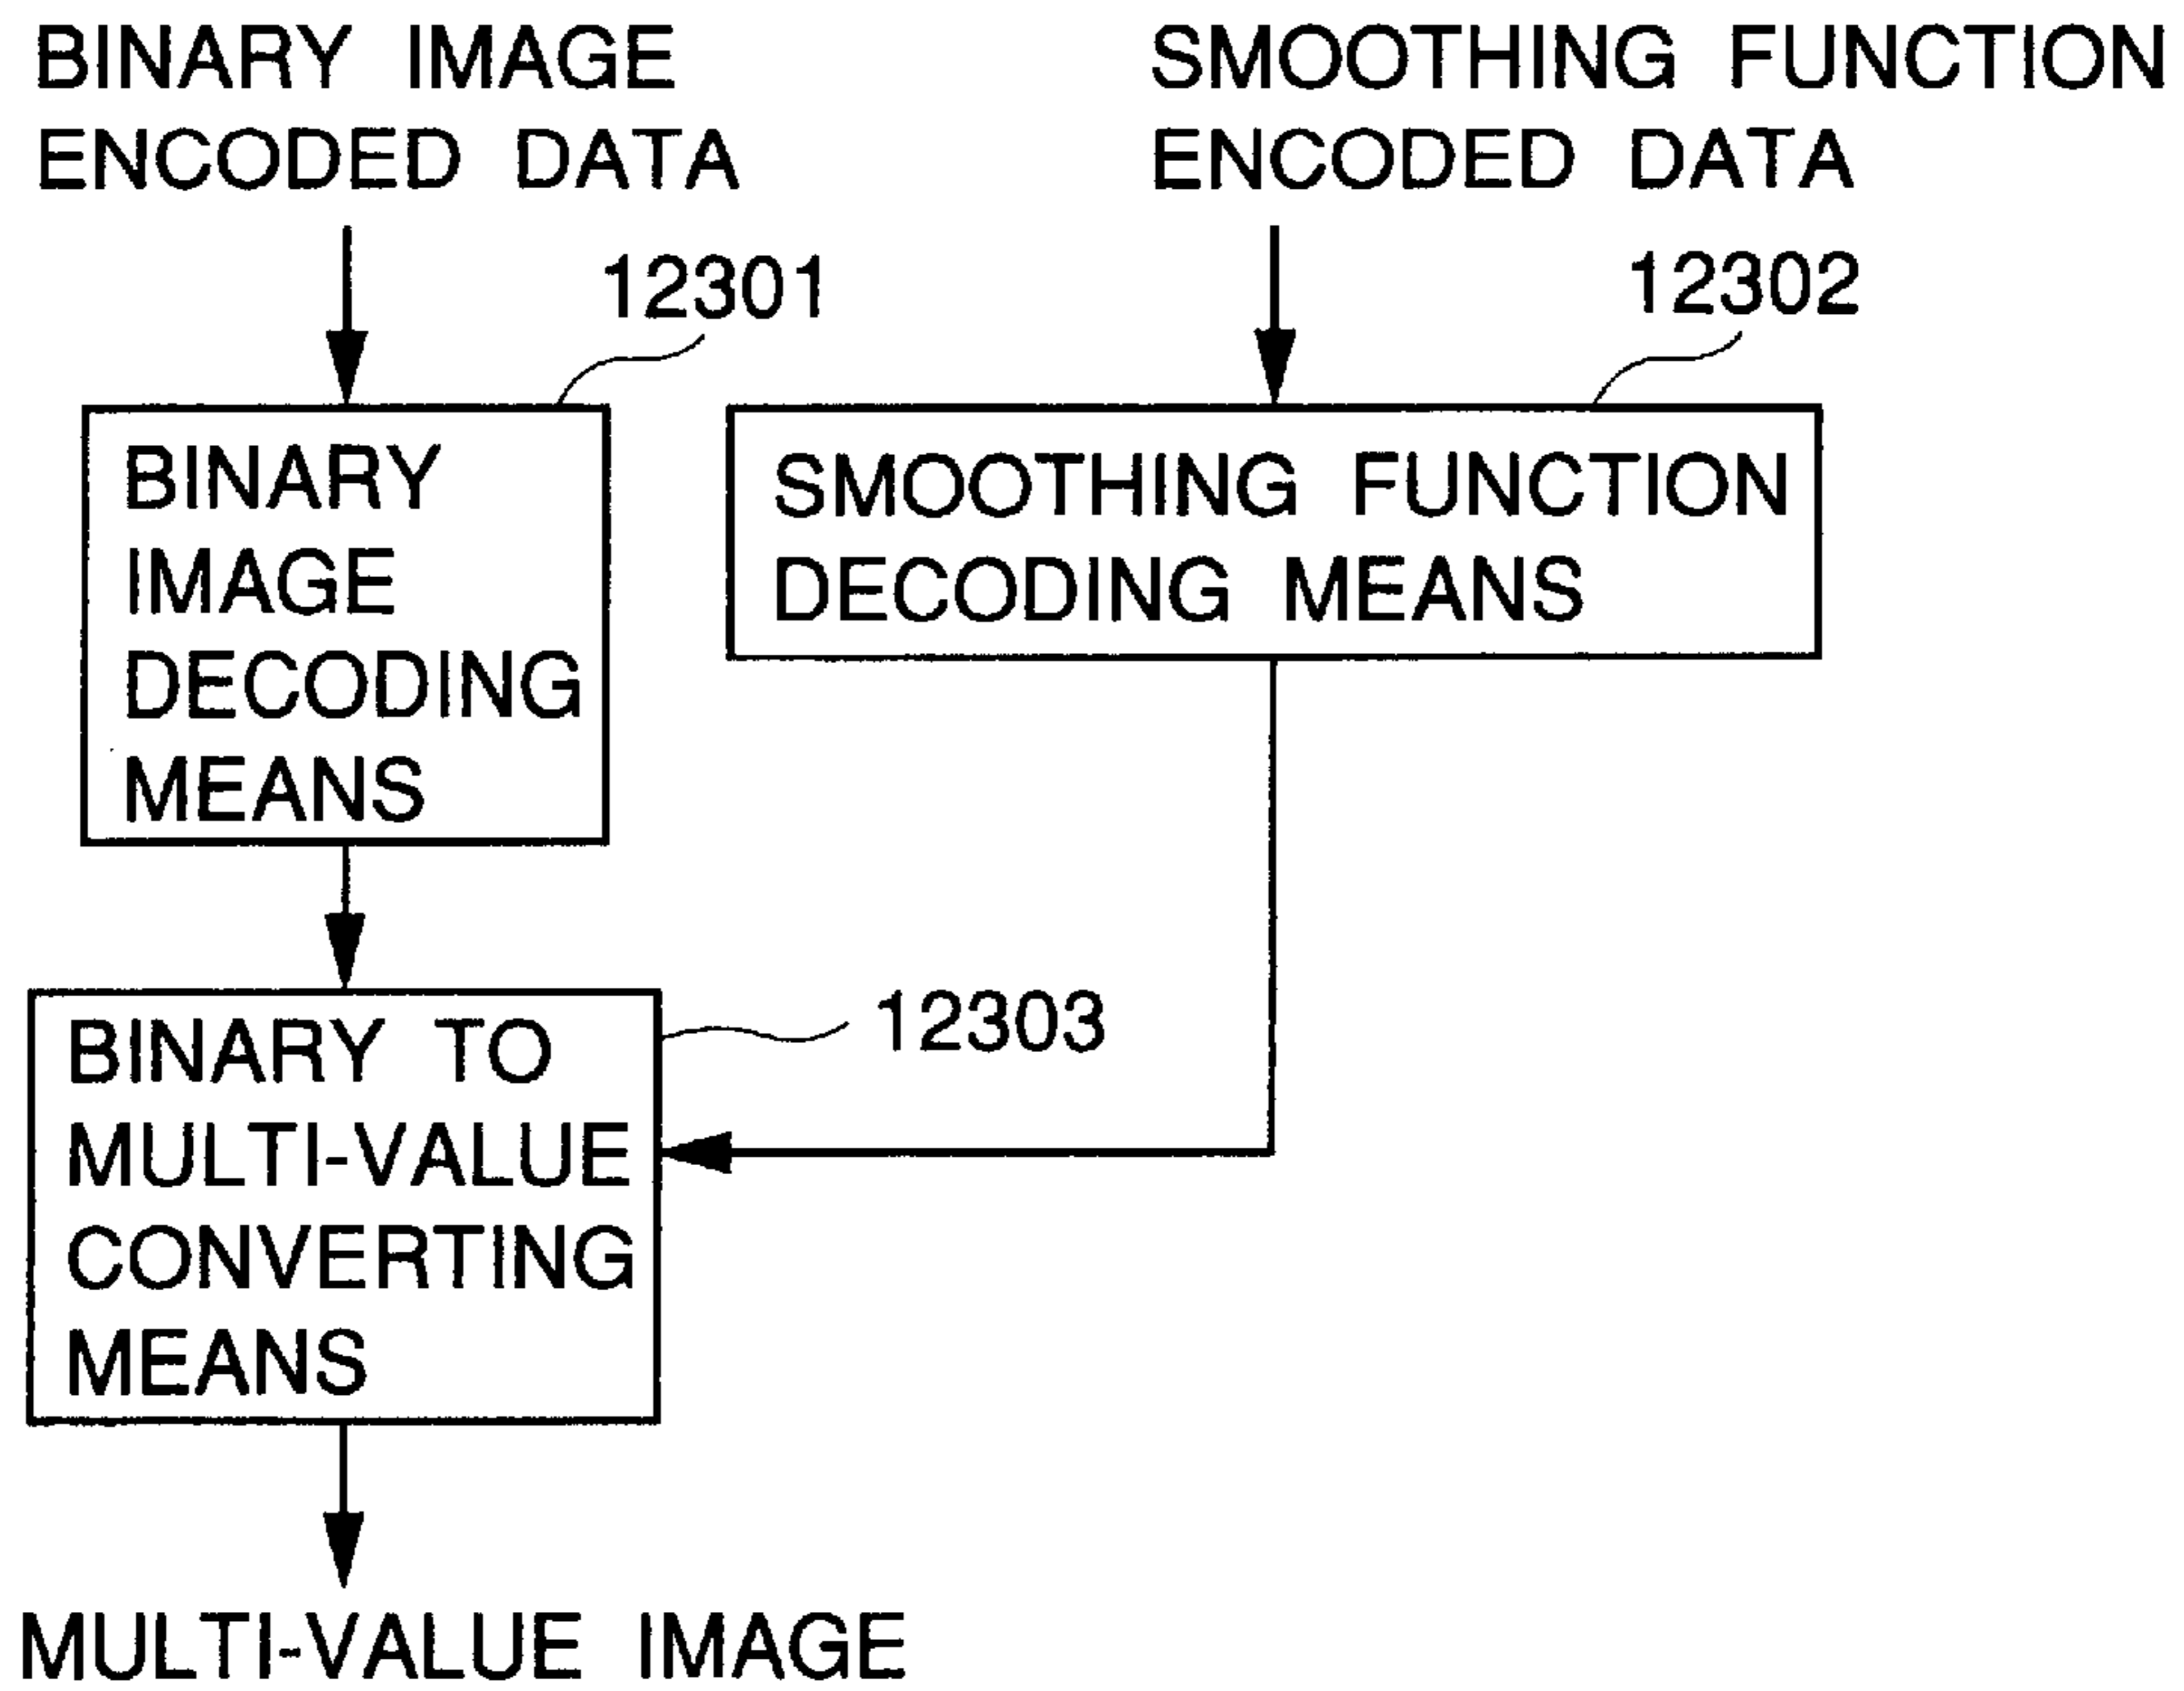 BINARY IMAGE
ENCODED DATA
SMOOTHING FUNCTION
ENCODED DATA
12301
12302
BINARY
IMAGE
DECODING
MEANS
SMOOTHING FUNCTION
DECODING MEANS
12303
BINARY TO
MULTI-VALUE
CONVERTING
MEANS
MULTI-VALUE IMAGE